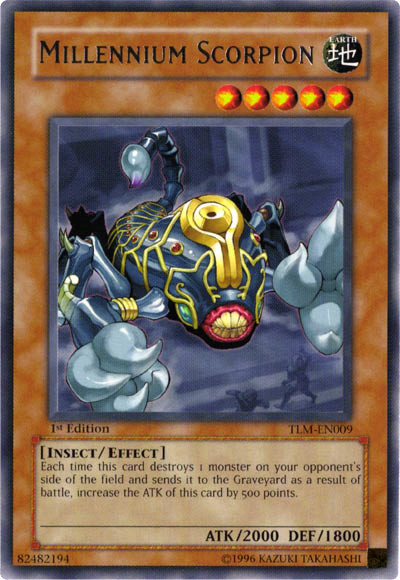 MILLENNIUM SCORPION
EARTH
地
1st Edition
TLM-EN009
[INSECT/EFFECT]
Each time this card destroys 1 monster on your opponent's
side of the field and sends it to the Graveyard as a result of
battle, increase the ATK of this card by 500 points.
ATK/2000 DEF/1800
82482194
©1996 KAZUKI TAKAHASHI